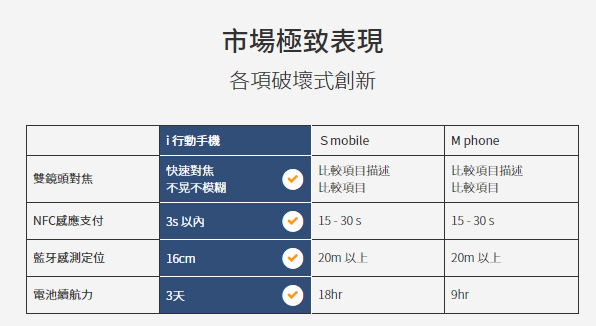 市場極致表現
各項破壞式創新
i 行動手機 S mobile M phone
雙鏡頭對焦 快速對焦 比較項目描述 比較項目描述
不晃不模糊 比較項目 比較項目
NFC感應支付 3s 以內 15 - 30 s 15 - 30 s
藍牙感測定位 16cm 20m 以上 20m 以上
電池續航力 3天 18hr 9hr